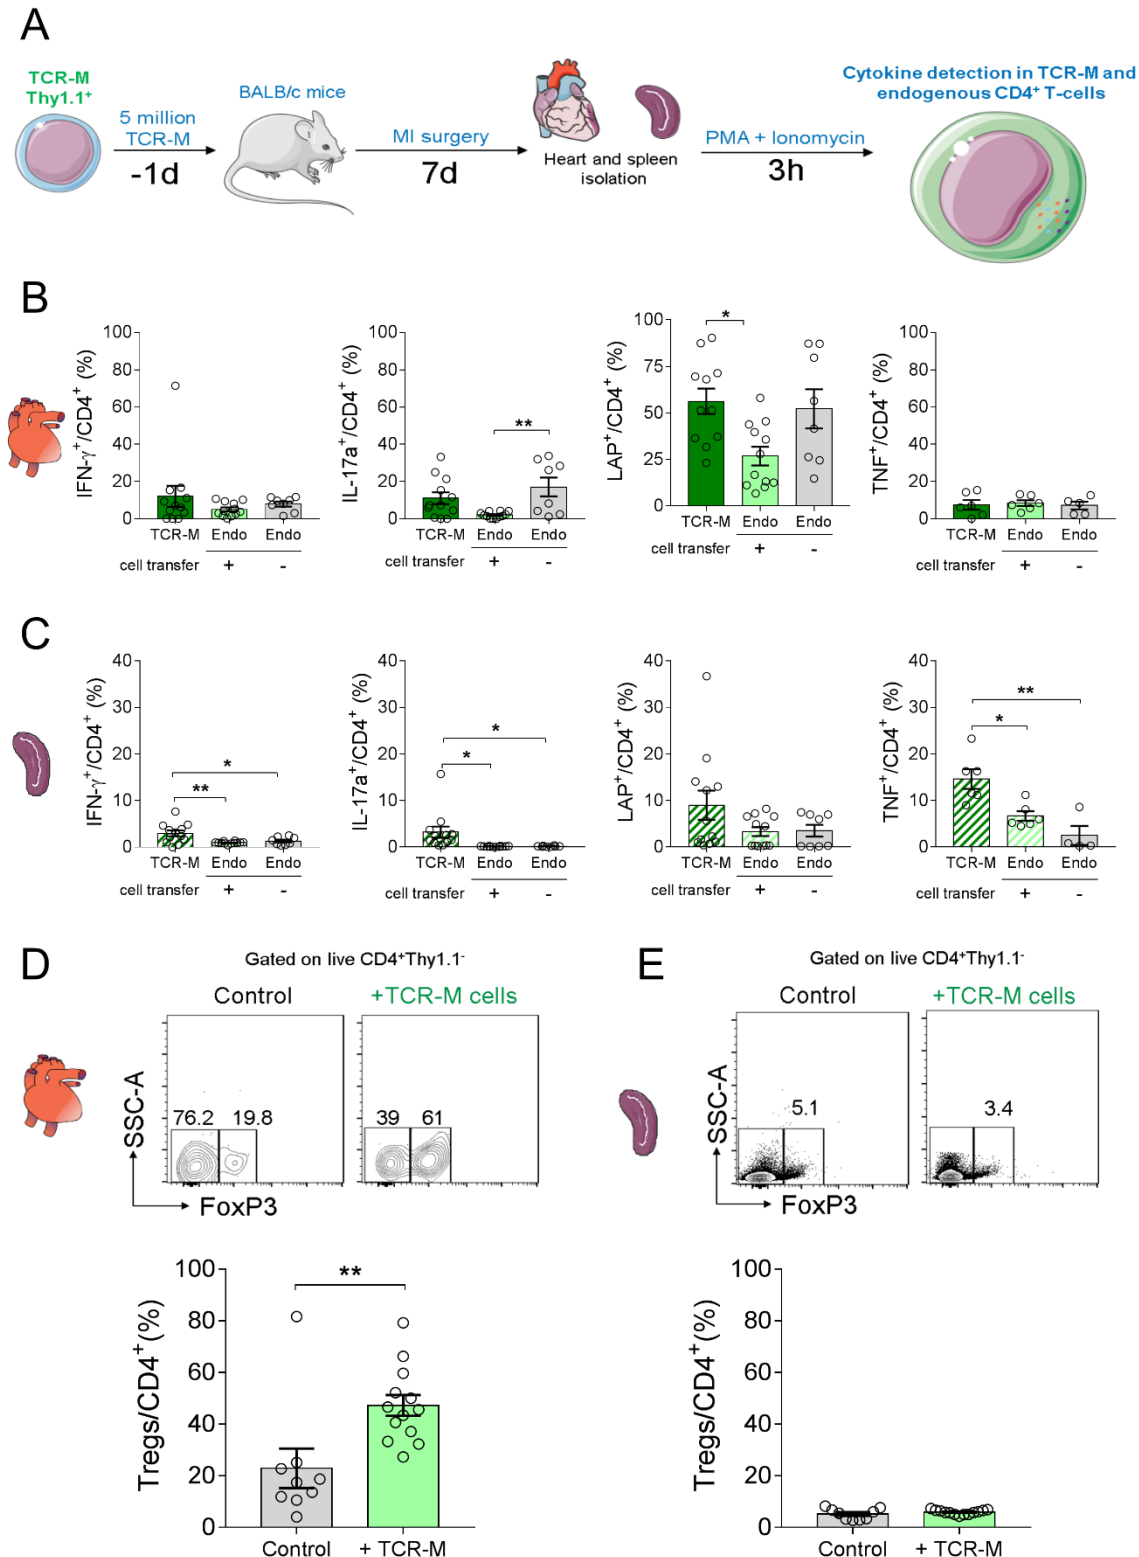 A
TCR-M
Thy1.1⁺
5 million
TCR-M
-1d
BALB/c mice
MI surgery
7d
Heart and spleen
isolation
PMA + Ionomycin
3h
Cytokine detection in TCR-M and
endogenous CD4⁺ T-cells
B
IFN-γ⁺/CD4⁺ (%)
100
80
60
40
20
0
TCR-M Endo Endo
cell transfer + -
IL-17a⁺/CD4⁺ (%)
100
80
60
40
20
0
**
TCR-M Endo Endo
cell transfer + -
LAP⁺/CD4⁺ (%)
100
75
50
25
0
*
TCR-M Endo Endo
cell transfer + -
TNF⁺/CD4⁺ (%)
100
80
60
40
20
0
TCR-M Endo Endo
cell transfer + -
C
IFN-γ⁺/CD4⁺ (%)
40
30
20
10
0
*
**
TCR-M Endo Endo
cell transfer + -
IL-17a⁺/CD4⁺ (%)
40
30
20
10
0
*
*
TCR-M Endo Endo
cell transfer + -
LAP⁺/CD4⁺ (%)
40
30
20
10
0
TCR-M Endo Endo
cell transfer + -
TNF⁺/CD4⁺ (%)
40
30
20
10
0
**
*
TCR-M Endo Endo
cell transfer + -
D
Gated on live CD4⁺Thy1.1⁻
Control +TCR-M cells
SSC-A
76.2 19.8
39 61
FoxP3
Tregs/CD4⁺(%)
100
80
60
40
20
0
**
Control + TCR-M
E
Gated on live CD4⁺Thy1.1⁻
Control +TCR-M cells
SSC-A
5.1
3.4
FoxP3
Tregs/CD4⁺(%)
100
80
60
40
20
0
Control + TCR-M